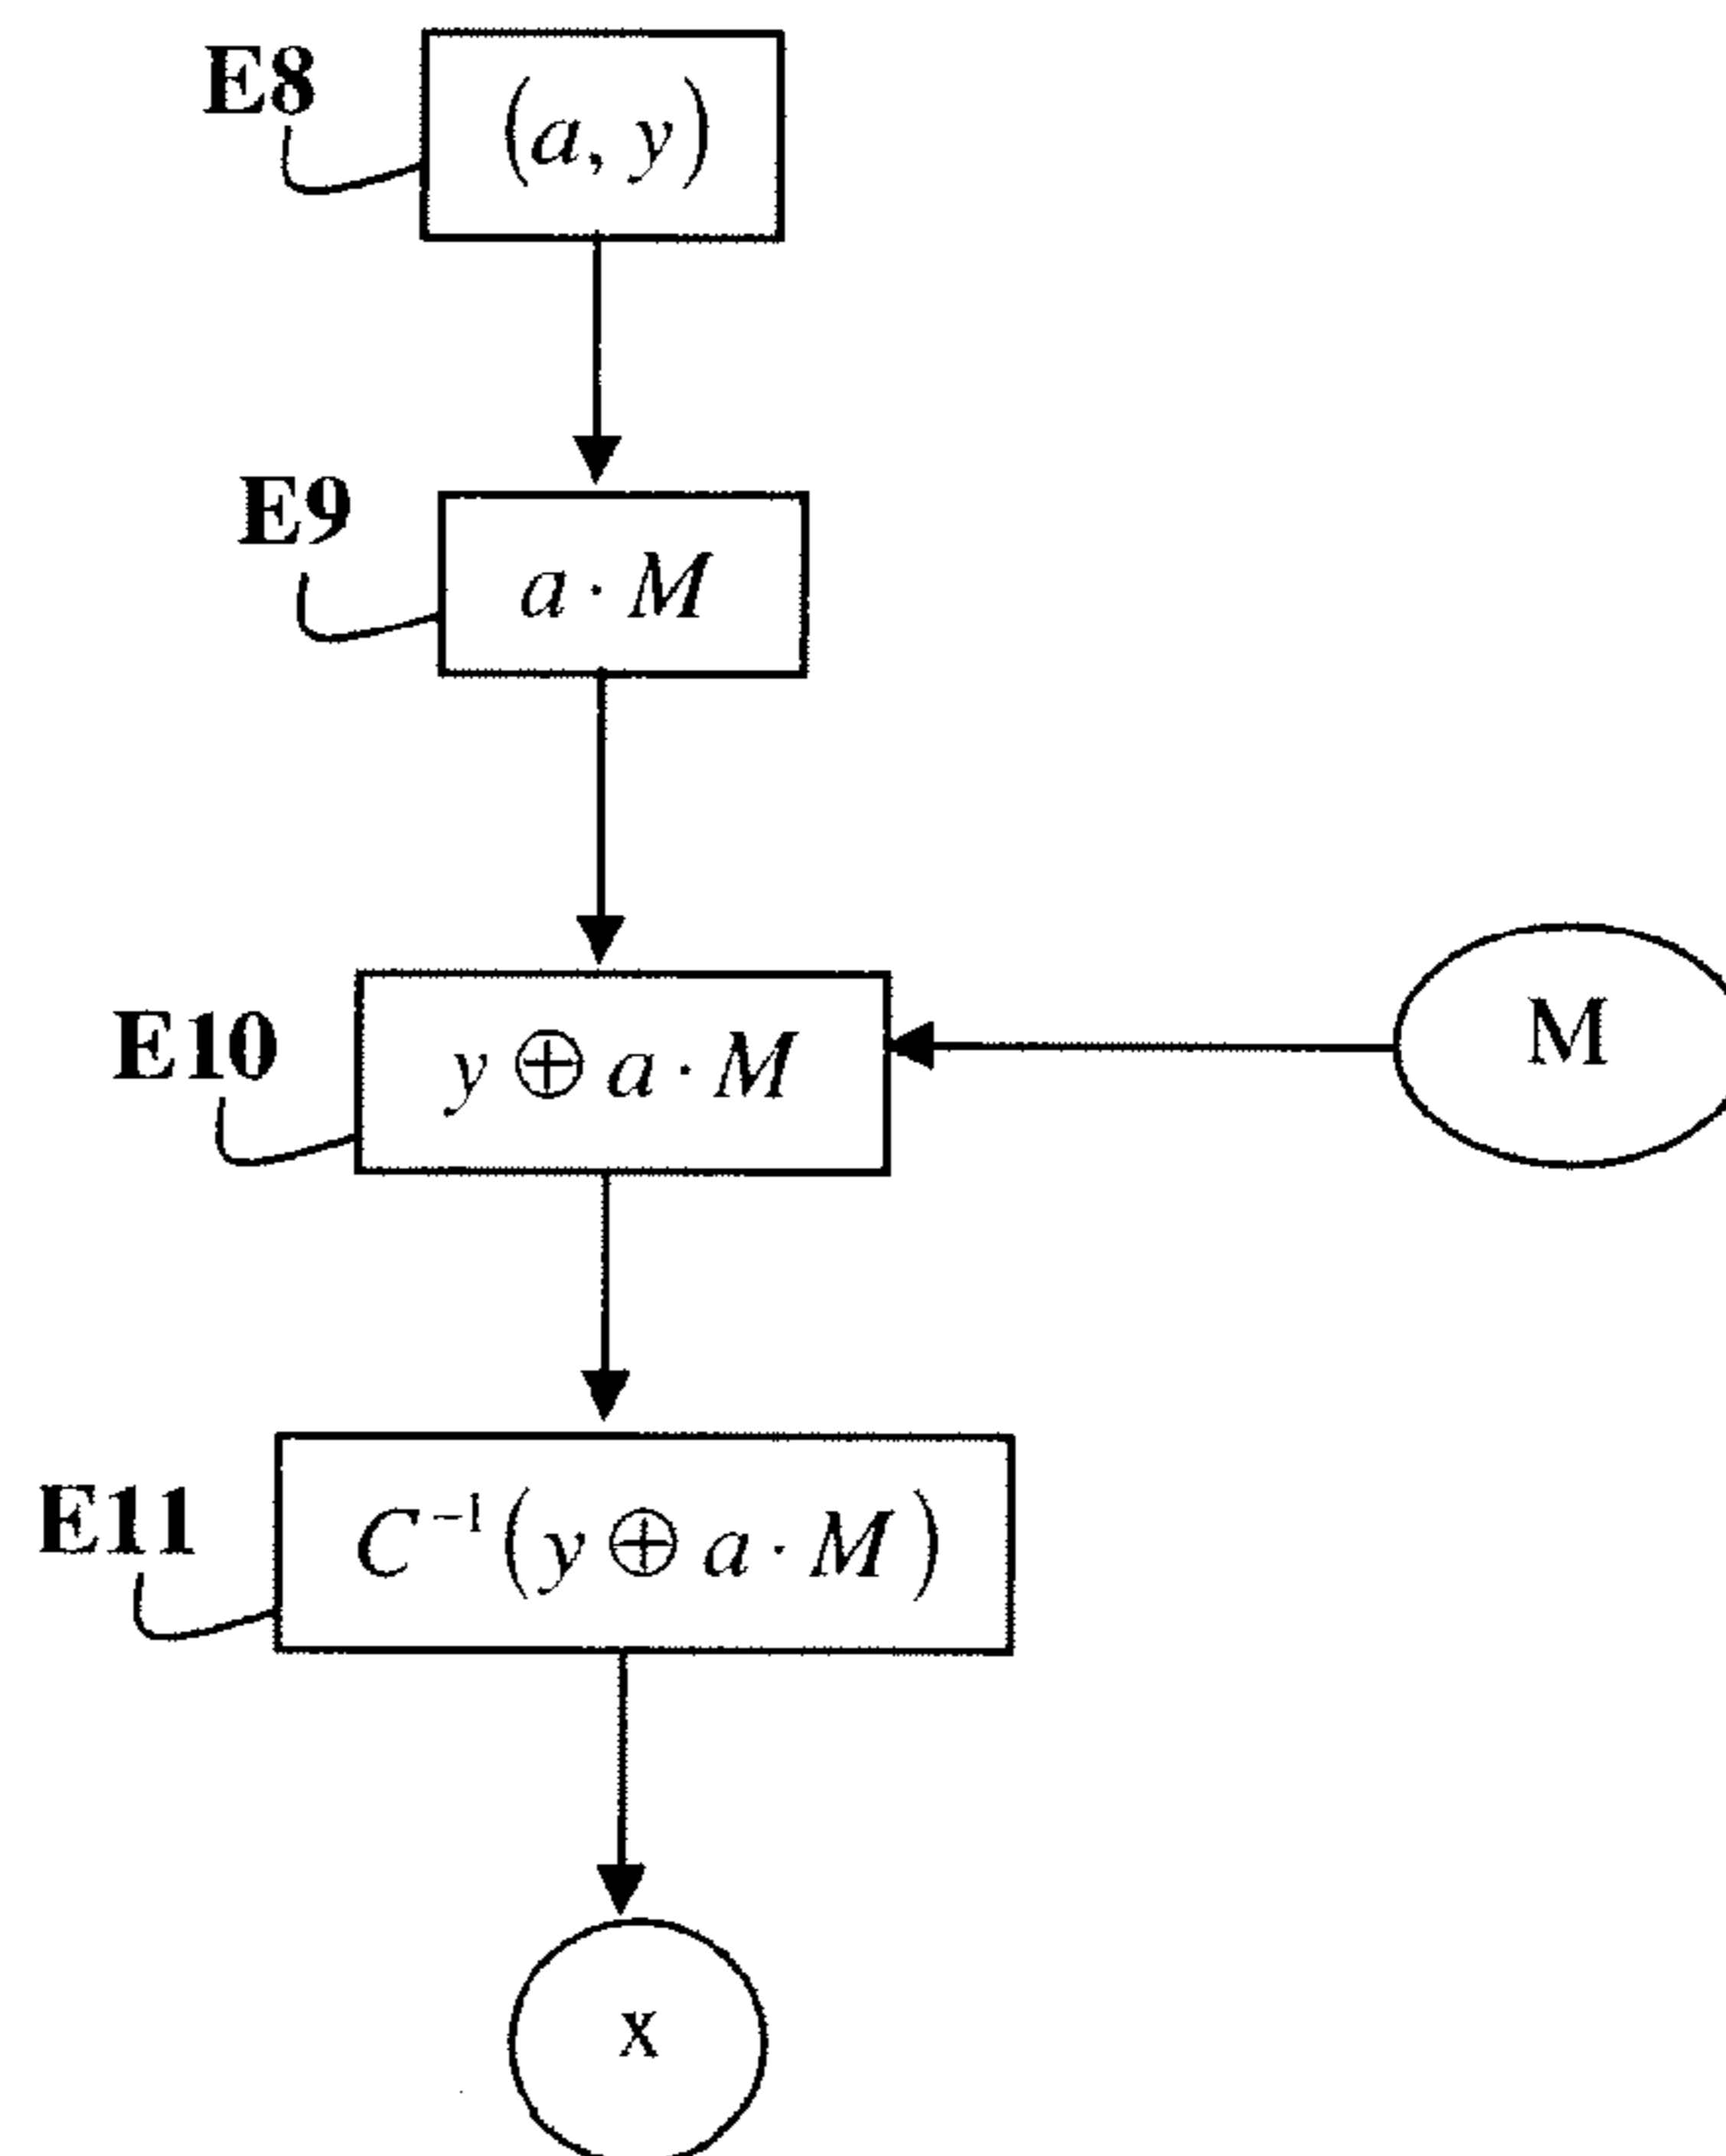 E8
(a, y)
E9
a · M
E10
y ⊕ a · M
M
E11
C⁻¹(y ⊕ a · M)
x